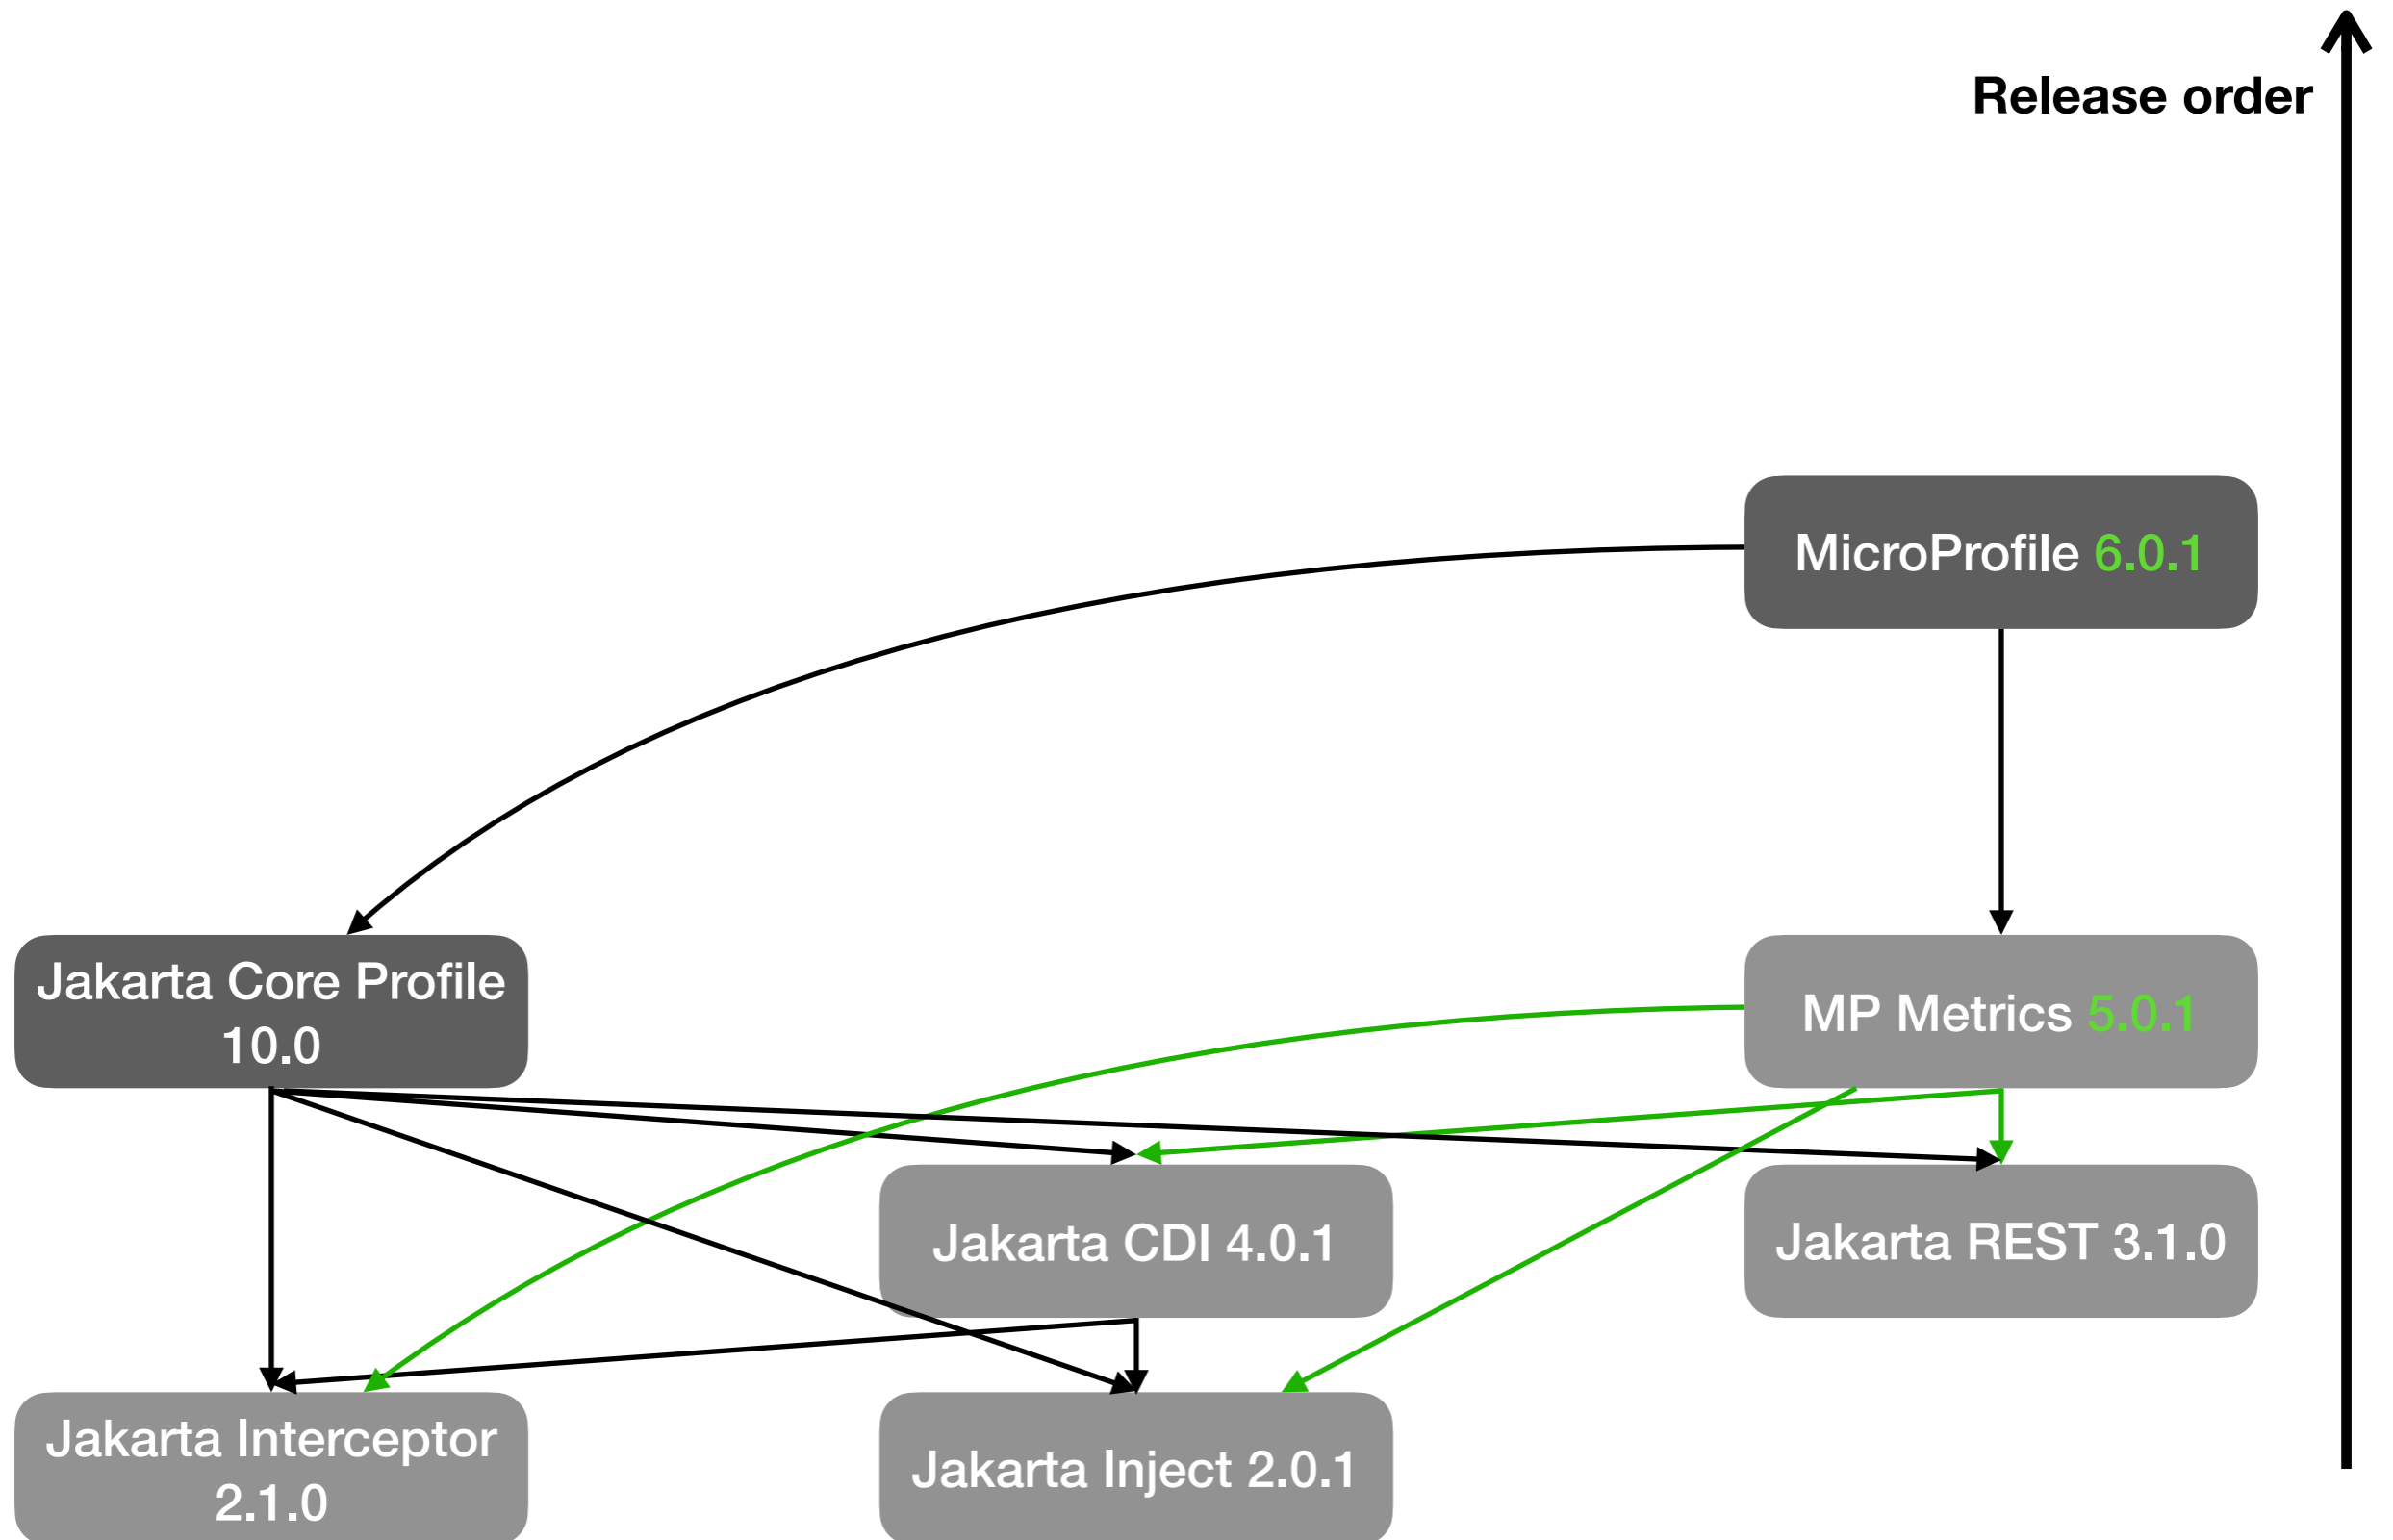 Release order
MicroProfile 6.0.1
Jakarta Core Profile
10.0
MP Metrics 5.0.1
Jakarta CDI 4.0.1
Jakarta REST 3.1.0
Jakarta Interceptor
2.1.0
Jakarta Inject 2.0.1